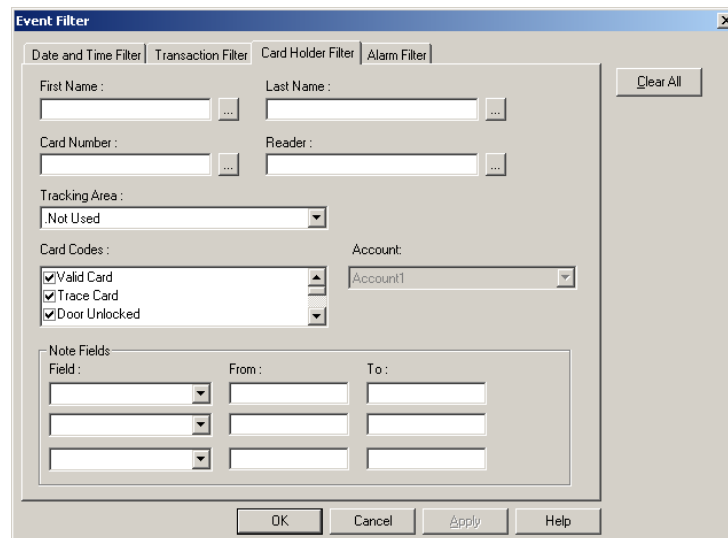 Event Filter
Date and Time Filter
Transaction Filter
Card Holder Filter
Alarm Filter
Clear All
First Name :
Last Name :
...
...
Card Number :
Reader :
...
...
Tracking Area :
.Not Used
Card Codes :
Account:
Valid Card
Trace Card
Door Unlocked
Account1
Note Fields
Field :
From :
To :
OK
Cancel
Apply
Help